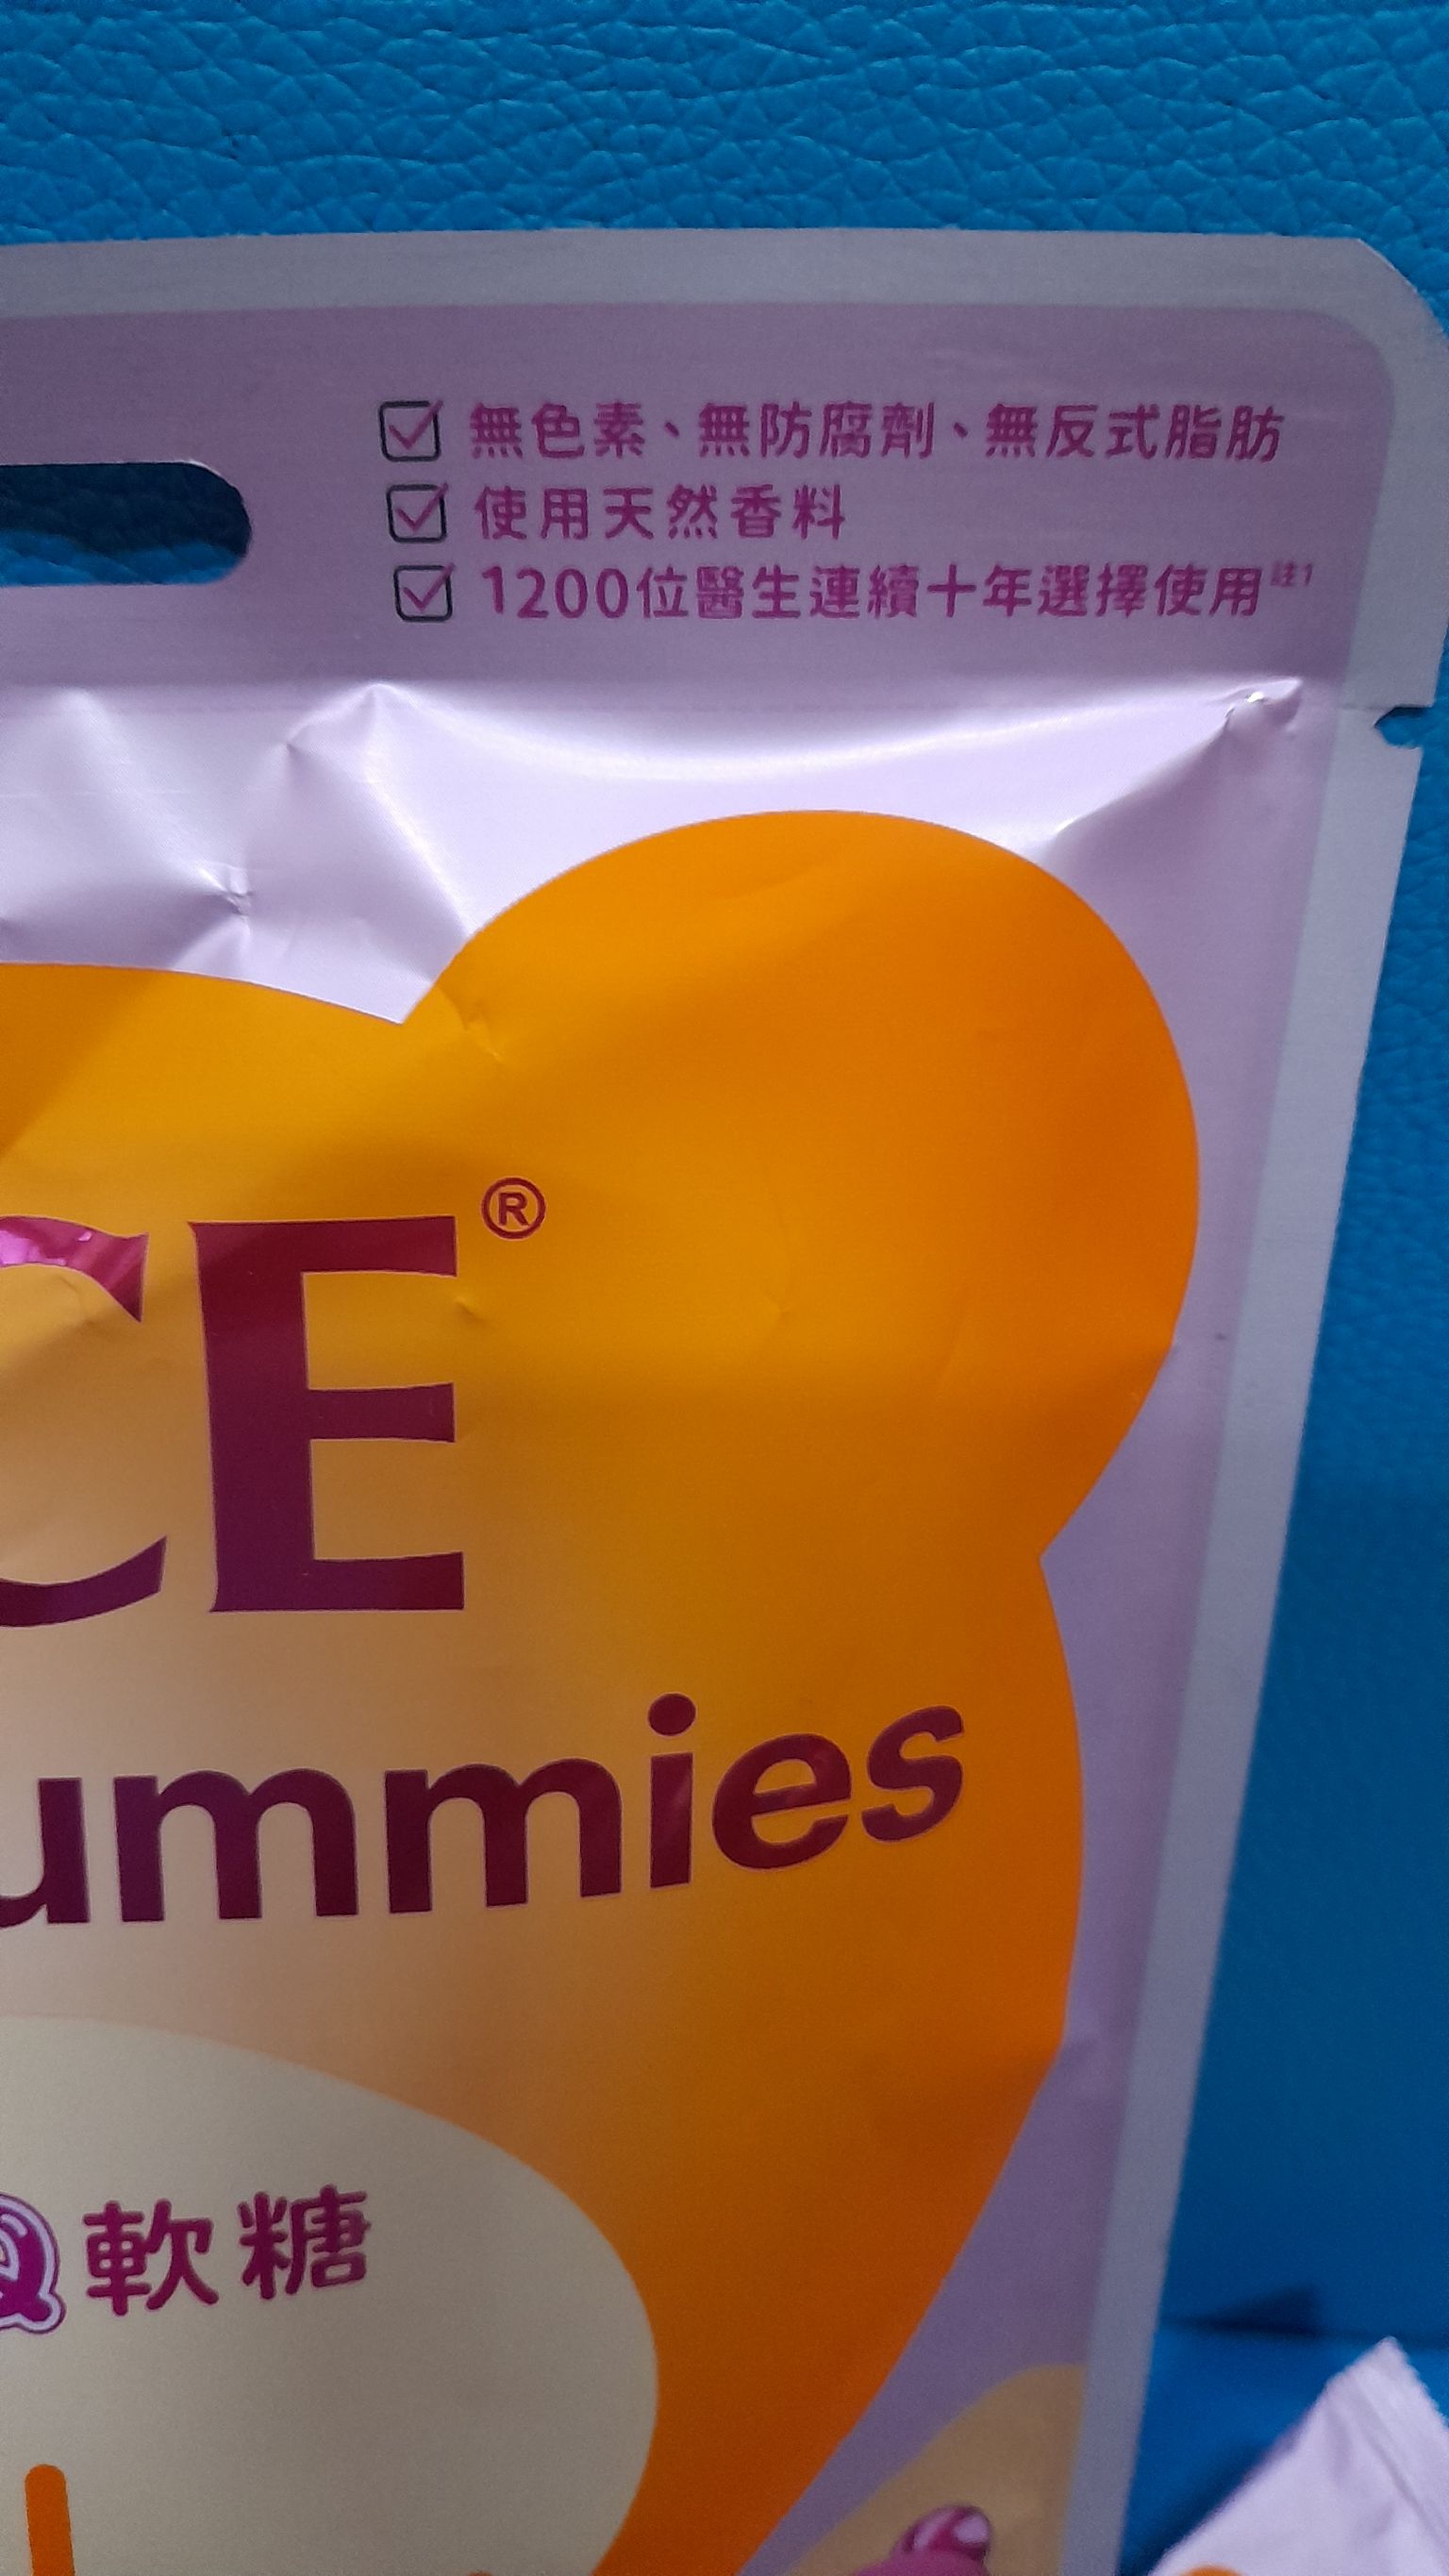 無色素、無防腐劑、無反式脂肪
使用天然香料
1200位醫生連續十年選擇使用註1
CE®
ummies
Q軟糖